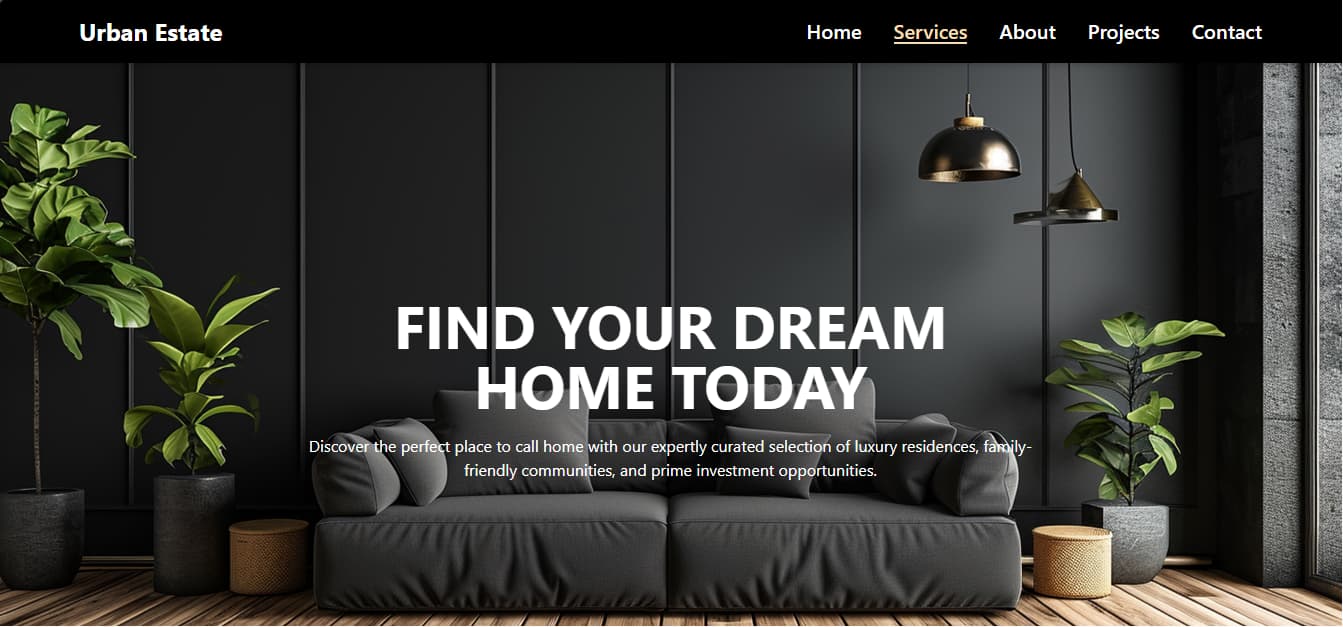 Urban Estate
Home Services About Projects Contact
FIND YOUR DREAM
HOME TODAY
Discover the perfect place to call home with our expertly curated selection of luxury residences, family-
friendly communities, and prime investment opportunities.